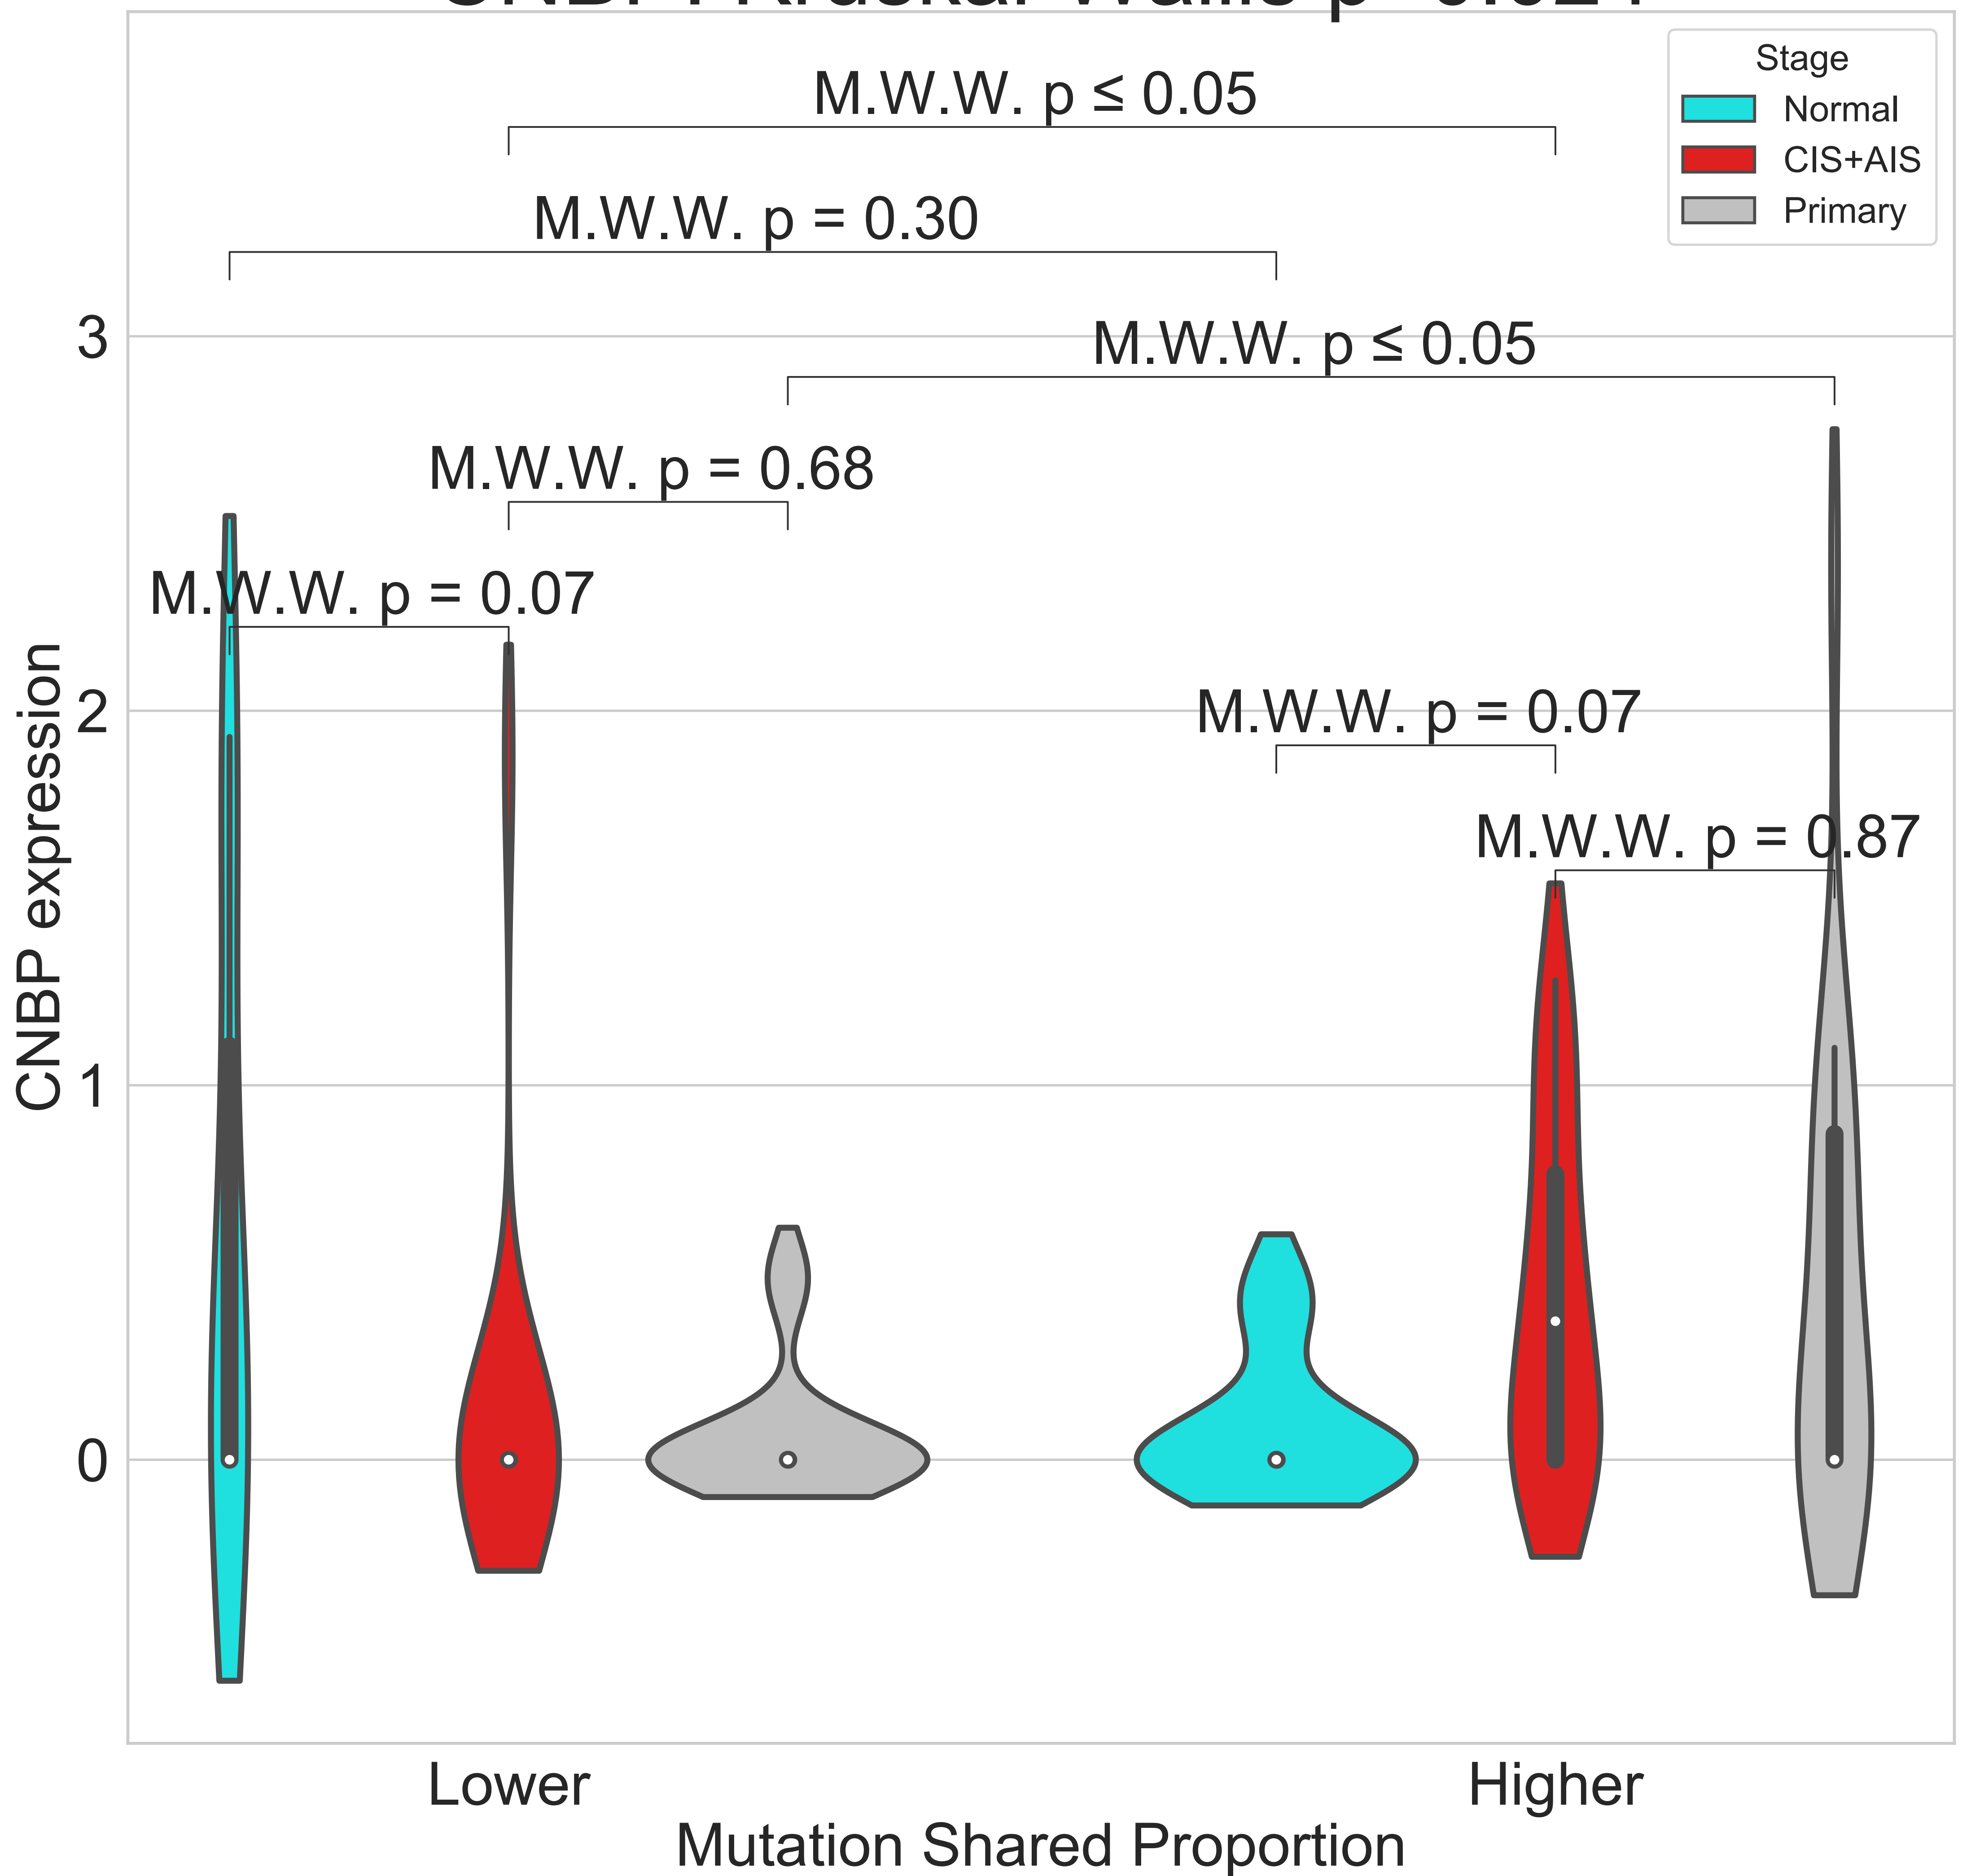 Stage
Normal
CIS+AIS
Primary
M.W.W. p ≤ 0.05
M.W.W. p = 0.30
M.W.W. p ≤ 0.05
M.W.W. p = 0.68
M.W.W. p = 0.07
M.W.W. p = 0.07
M.W.W. p = 0.87
CNBP expression
3
2
1
0
Lower
Higher
Mutation Shared Proportion